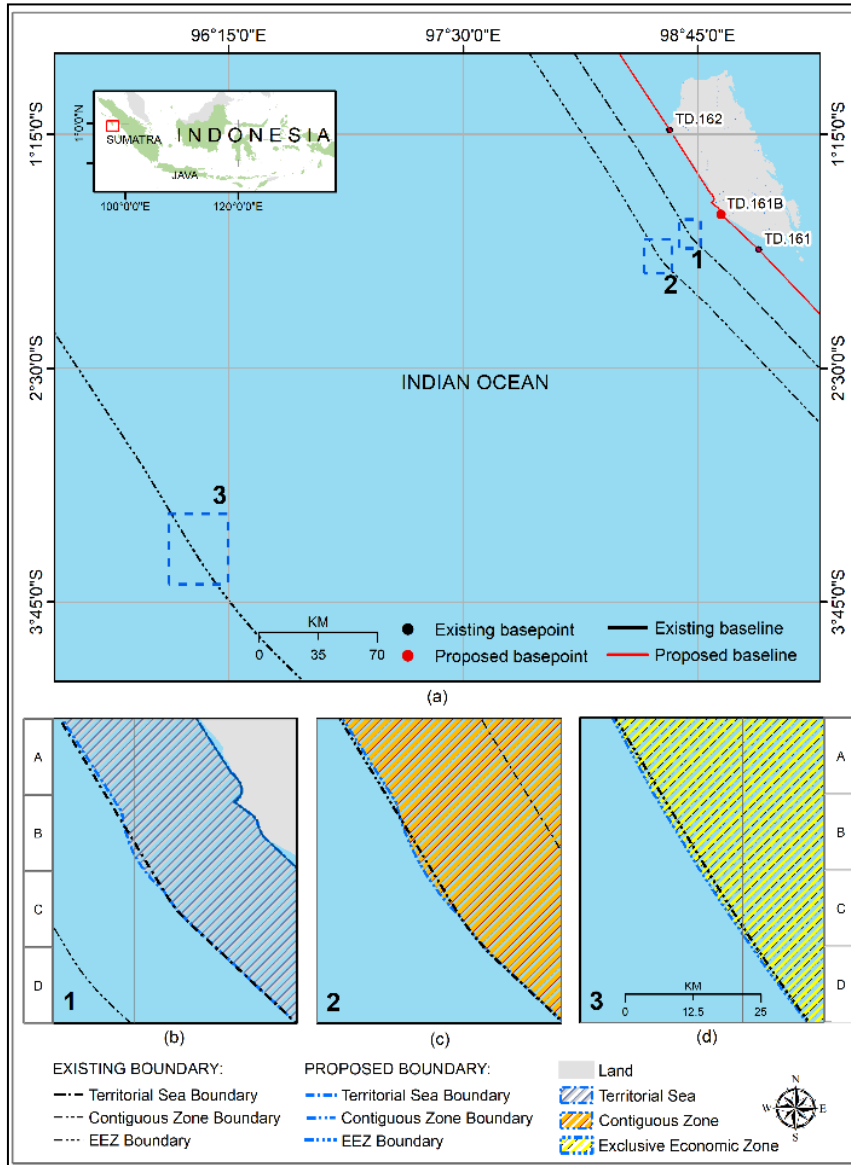 96°15'0"E 97°30'0"E 98°45'0"E
1°15'0"S
2°30'0"S
3°45'0"S
1°15'0"S
2°30'0"S
3°45'0"S
1°0'0"N
INDONESIA
SUMATRA
JAVA
100°0'0"E 120°0'0"E
TD.162
TD.161B
TD.161
1
2
INDIAN OCEAN
3
KM
0 35 70
Existing basepoint Existing baseline
Proposed basepoint Proposed baseline
(a)
A
B
C
D
1
2
3
KM
0 12.5 25
A
B
C
D
(b) (c) (d)
EXISTING BOUNDARY: PROPOSED BOUNDARY:
Land
Territorial Sea Boundary Territorial Sea Boundary Territorial Sea
Contiguous Zone Boundary Contiguous Zone Boundary Contiguous Zone
EEZ Boundary EEZ Boundary Exclusive Economic Zone
N
W E
S